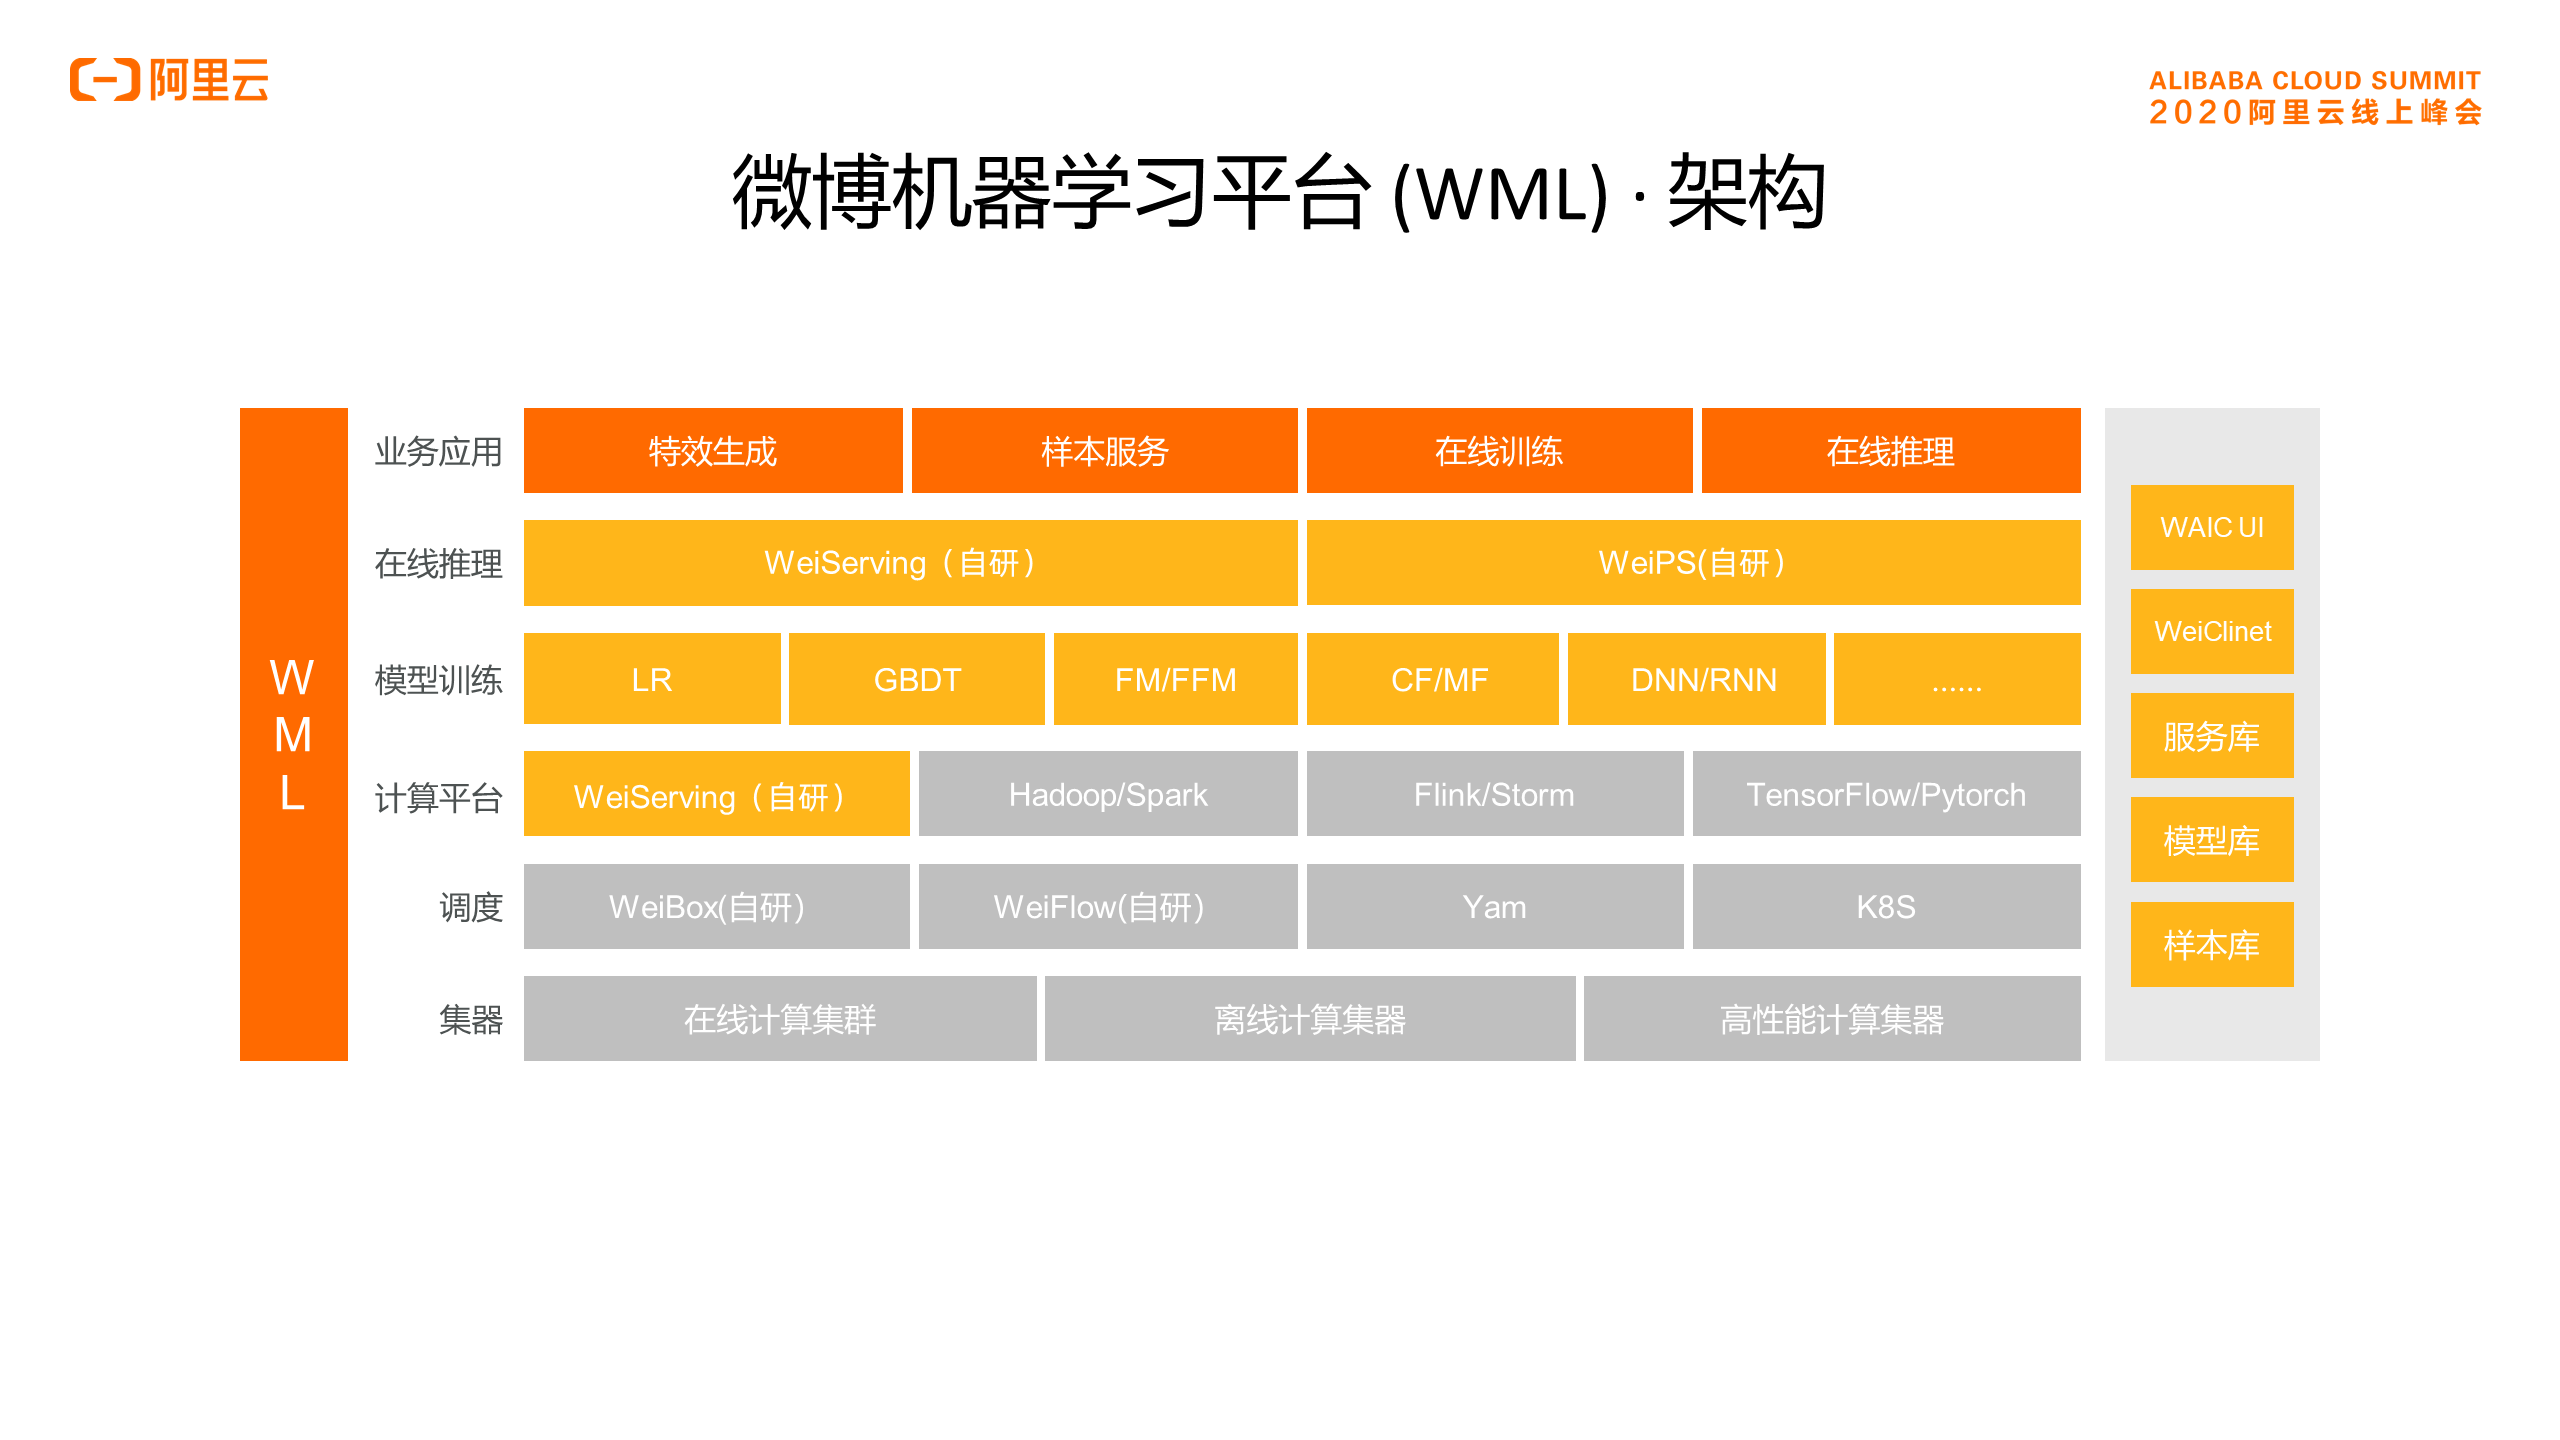 阿里云
ALIBABA CLOUD SUMMIT
2020阿里云线上峰会
微博机器学习平台 (WML) · 架构
W
M
L
业务应用
特效生成
样本服务
在线训练
在线推理
在线推理
WeiServing（自研）
WeiPS(自研）
模型训练
LR
GBDT
FM/FFM
CF/MF
DNN/RNN
......
计算平台
WeiServing（自研）
Hadoop/Spark
Flink/Storm
TensorFlow/Pytorch
调度
WeiBox(自研）
WeiFlow(自研）
Yam
K8S
集器
在线计算集群
离线计算集器
高性能计算集器
WAIC UI
WeiClinet
服务库
模型库
样本库